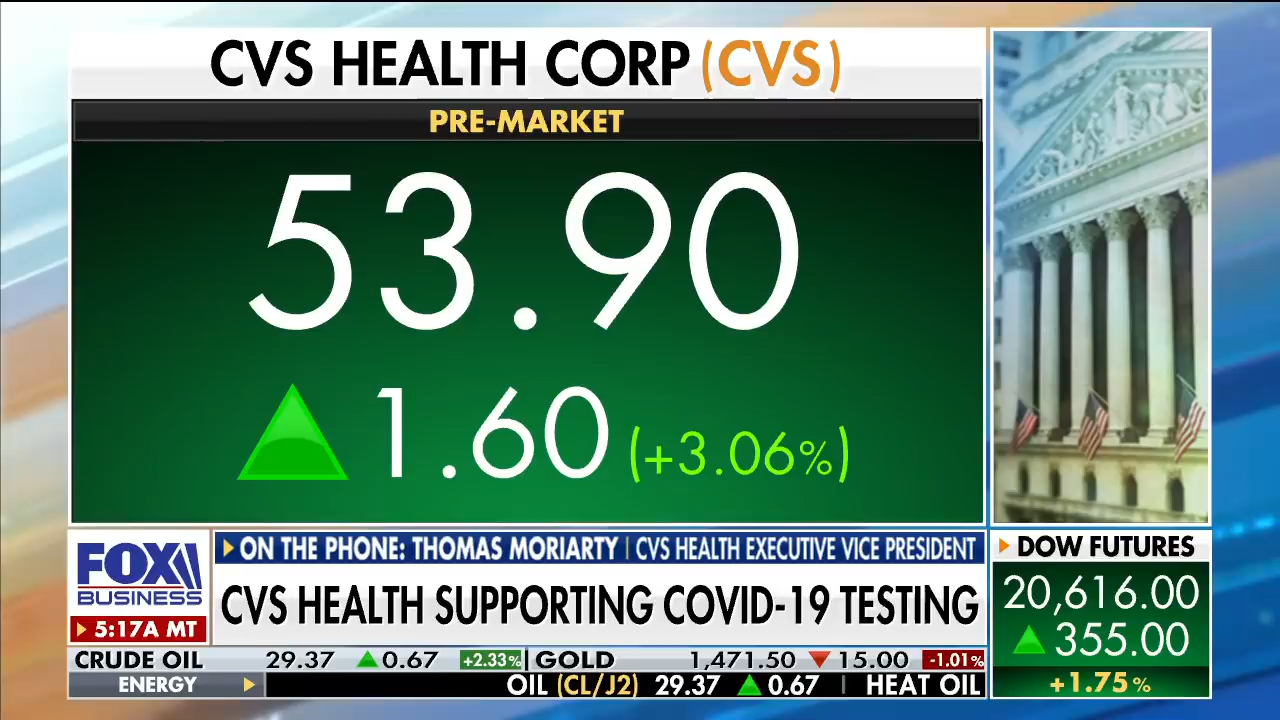 CVS HEALTH CORP (CVS)
PRE-MARKET
53.90
▲ 1.60 (+3.06%)
FOX BUSINESS
5:17A MT
ON THE PHONE: THOMAS MORIARTY | CVS HEALTH EXECUTIVE VICE PRESIDENT
CVS HEALTH SUPPORTING COVID-19 TESTING
DOW FUTURES
20,616.00
▲ 355.00
+1.75%
CRUDE OIL 29.37 ▲0.67 +2.33% GOLD 1,471.50 ▼15.00 -1.01%
ENERGY OIL (CL/J2) 29.37 ▲0.67 | HEAT OIL